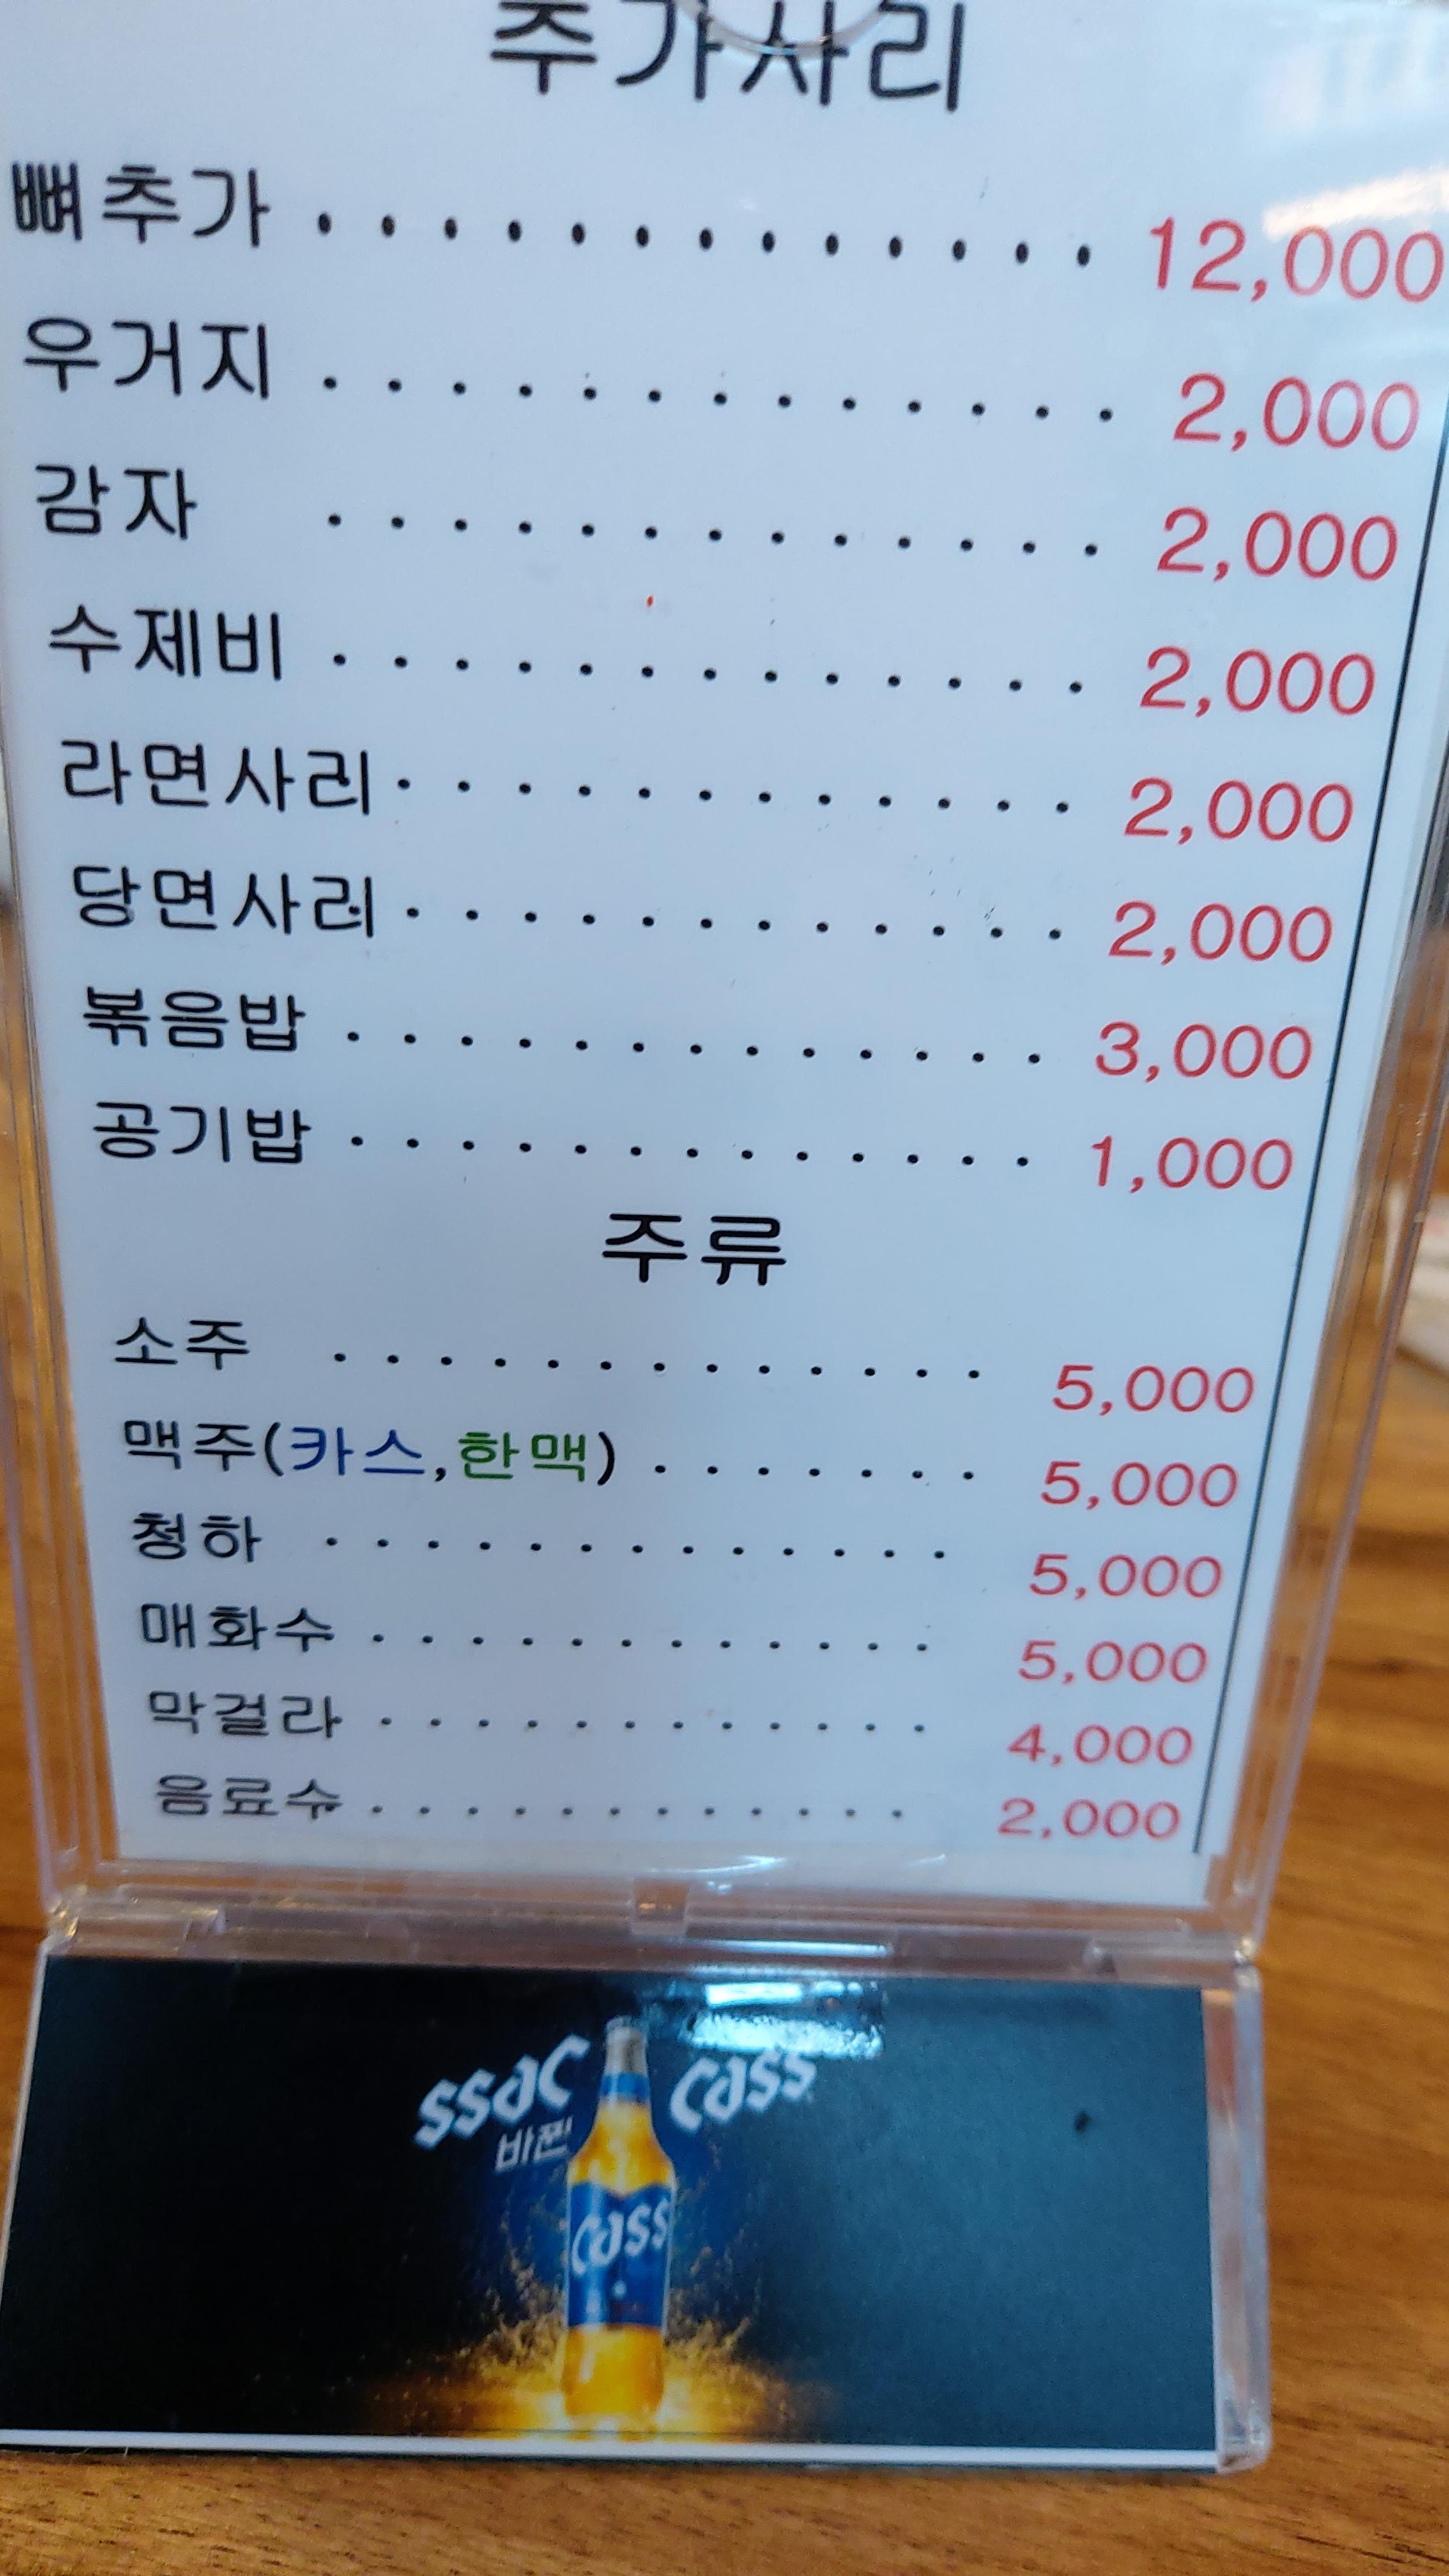 추가사리
뼈추가 · · · · · · · · · · · · · 12,000
우거지 · · · · · · · · · · · · · 2,000
감자 · · · · · · · · · · · · · 2,000
수제비 · · · · · · · · · · · · · 2,000
라면사리 · · · · · · · · · · · · 2,000
당면사리 · · · · · · · · · · · · 2,000
볶음밥 · · · · · · · · · · · · · 3,000
공기밥 · · · · · · · · · · · · · 1,000
주류
소주 · · · · · · · · · · · · · 5,000
맥주(카스,한맥) · · · · · · · 5,000
청하 · · · · · · · · · · · · · 5,000
매화수 · · · · · · · · · · · · 5,000
막걸리 · · · · · · · · · · · · 4,000
음료수 · · · · · · · · · · · · 2,000
ssac cass
바꾼
cass